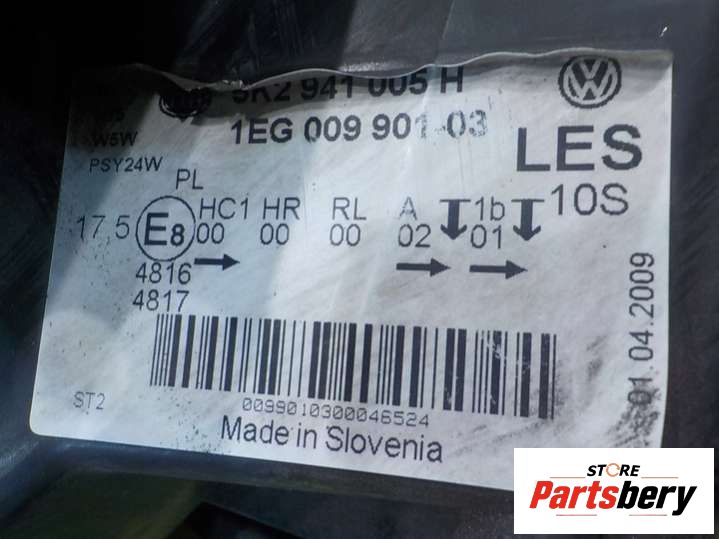 5K2 941 005 H
W5W
1EG 009 901-03
PSY24W
LES
PL
HC1 HR RL A 1b 10S
17,5 E8 00 00 00 02 01
4816
4817
01.04.2009
0099010300046524
ST2
Made in Slovenia
STORE
Partsbery